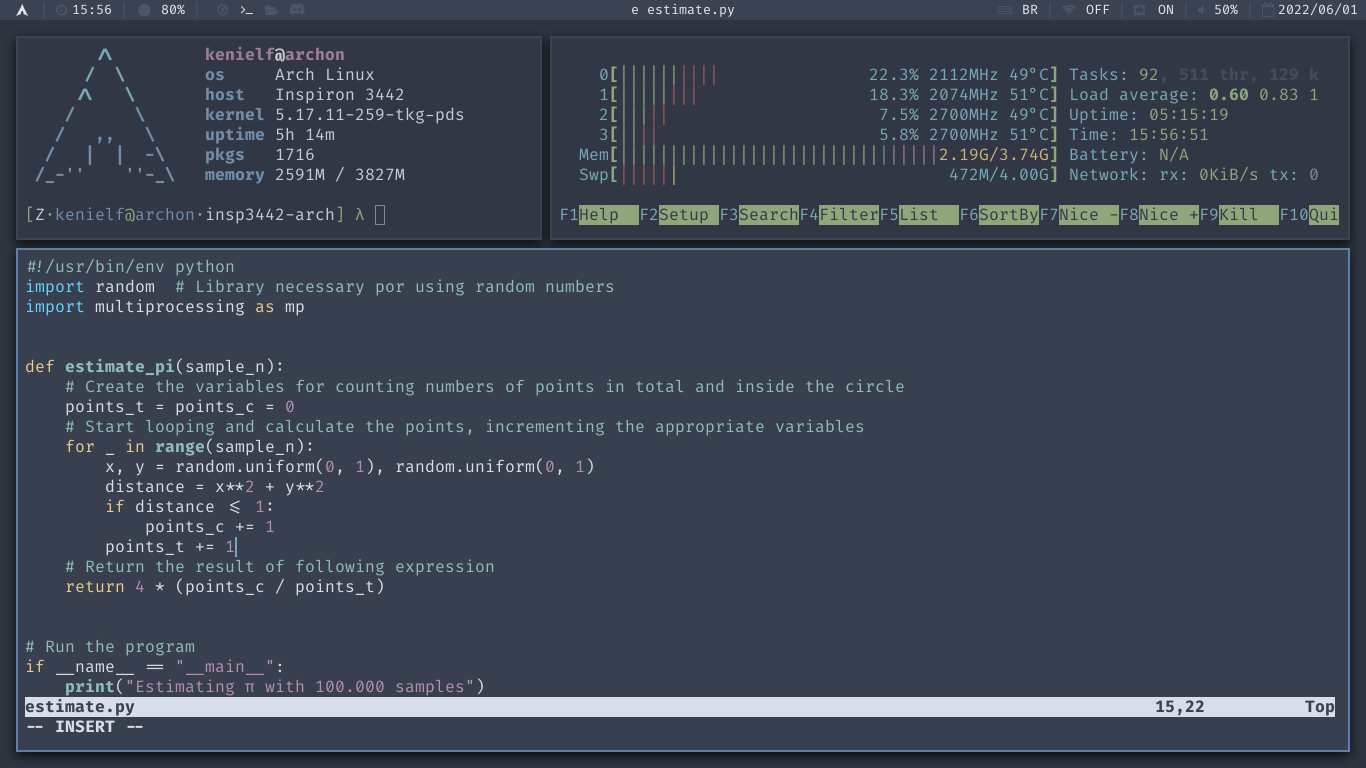 15:56 80% >_ e estimate.py BR OFF ON 50% 2022/06/01
kenielf@archon
os Arch Linux
host Inspiron 3442
kernel 5.17.11-259-tkg-pds
uptime 5h 14m
pkgs 1716
memory 2591M / 3827M
[Z·kenielf@archon·insp3442-arch] λ
0[ 22.3% 2112MHz 49°C] Tasks: 92, 511 thr, 129 k
1[ 18.3% 2074MHz 51°C] Load average: 0.60 0.83 1
2[ 7.5% 2700MHz 49°C] Uptime: 05:15:19
3[ 5.8% 2700MHz 51°C] Time: 15:56:51
Mem[ 2.19G/3.74G] Battery: N/A
Swp[ 472M/4.00G] Network: rx: 0KiB/s tx: 0
F1Help F2Setup F3SearchF4FilterF5List F6SortByF7Nice -F8Nice +F9Kill F10Qui
#!/usr/bin/env python
import random  # Library necessary por using random numbers
import multiprocessing as mp
def estimate_pi(sample_n):
    # Create the variables for counting numbers of points in total and inside the circle
    points_t = points_c = 0
    # Start looping and calculate the points, incrementing the appropriate variables
    for _ in range(sample_n):
        x, y = random.uniform(0, 1), random.uniform(0, 1)
        distance = x**2 + y**2
        if distance <= 1:
            points_c += 1
        points_t += 1
    # Return the result of following expression
    return 4 * (points_c / points_t)
# Run the program
if __name__ == "__main__":
    print("Estimating π with 100.000 samples")
estimate.py 15,22 Top
-- INSERT --